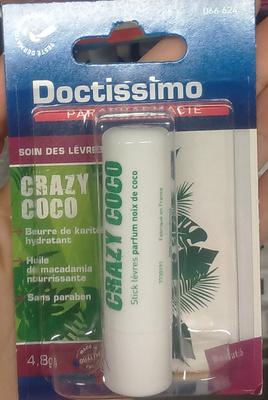 066 624
Doctissimo
PARAPHARMACIE
SOIN DES LÈVRES
CRAZY
COCO
Beurre de karité
hydratant
Huile
de macadamia
nourrissante
Sans paraben
4,8g
CRAZY COCO
Stick lèvres parfum noix de coco
Fabriqué en France